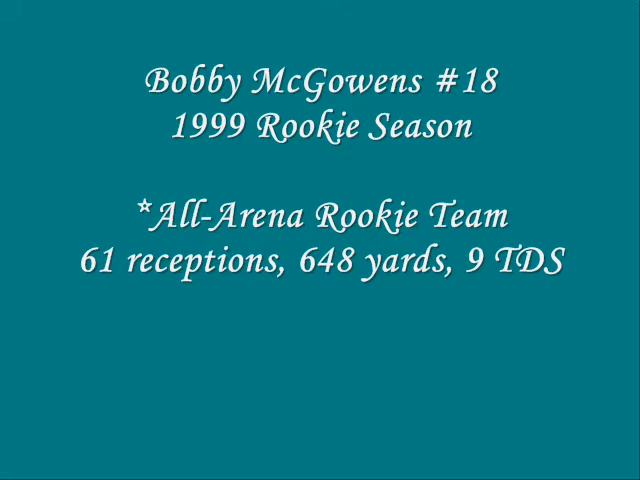 Bobby McGowens #18
1999 Rookie Season
*All-Arena Rookie Team
61 receptions, 648 yards, 9 TDS